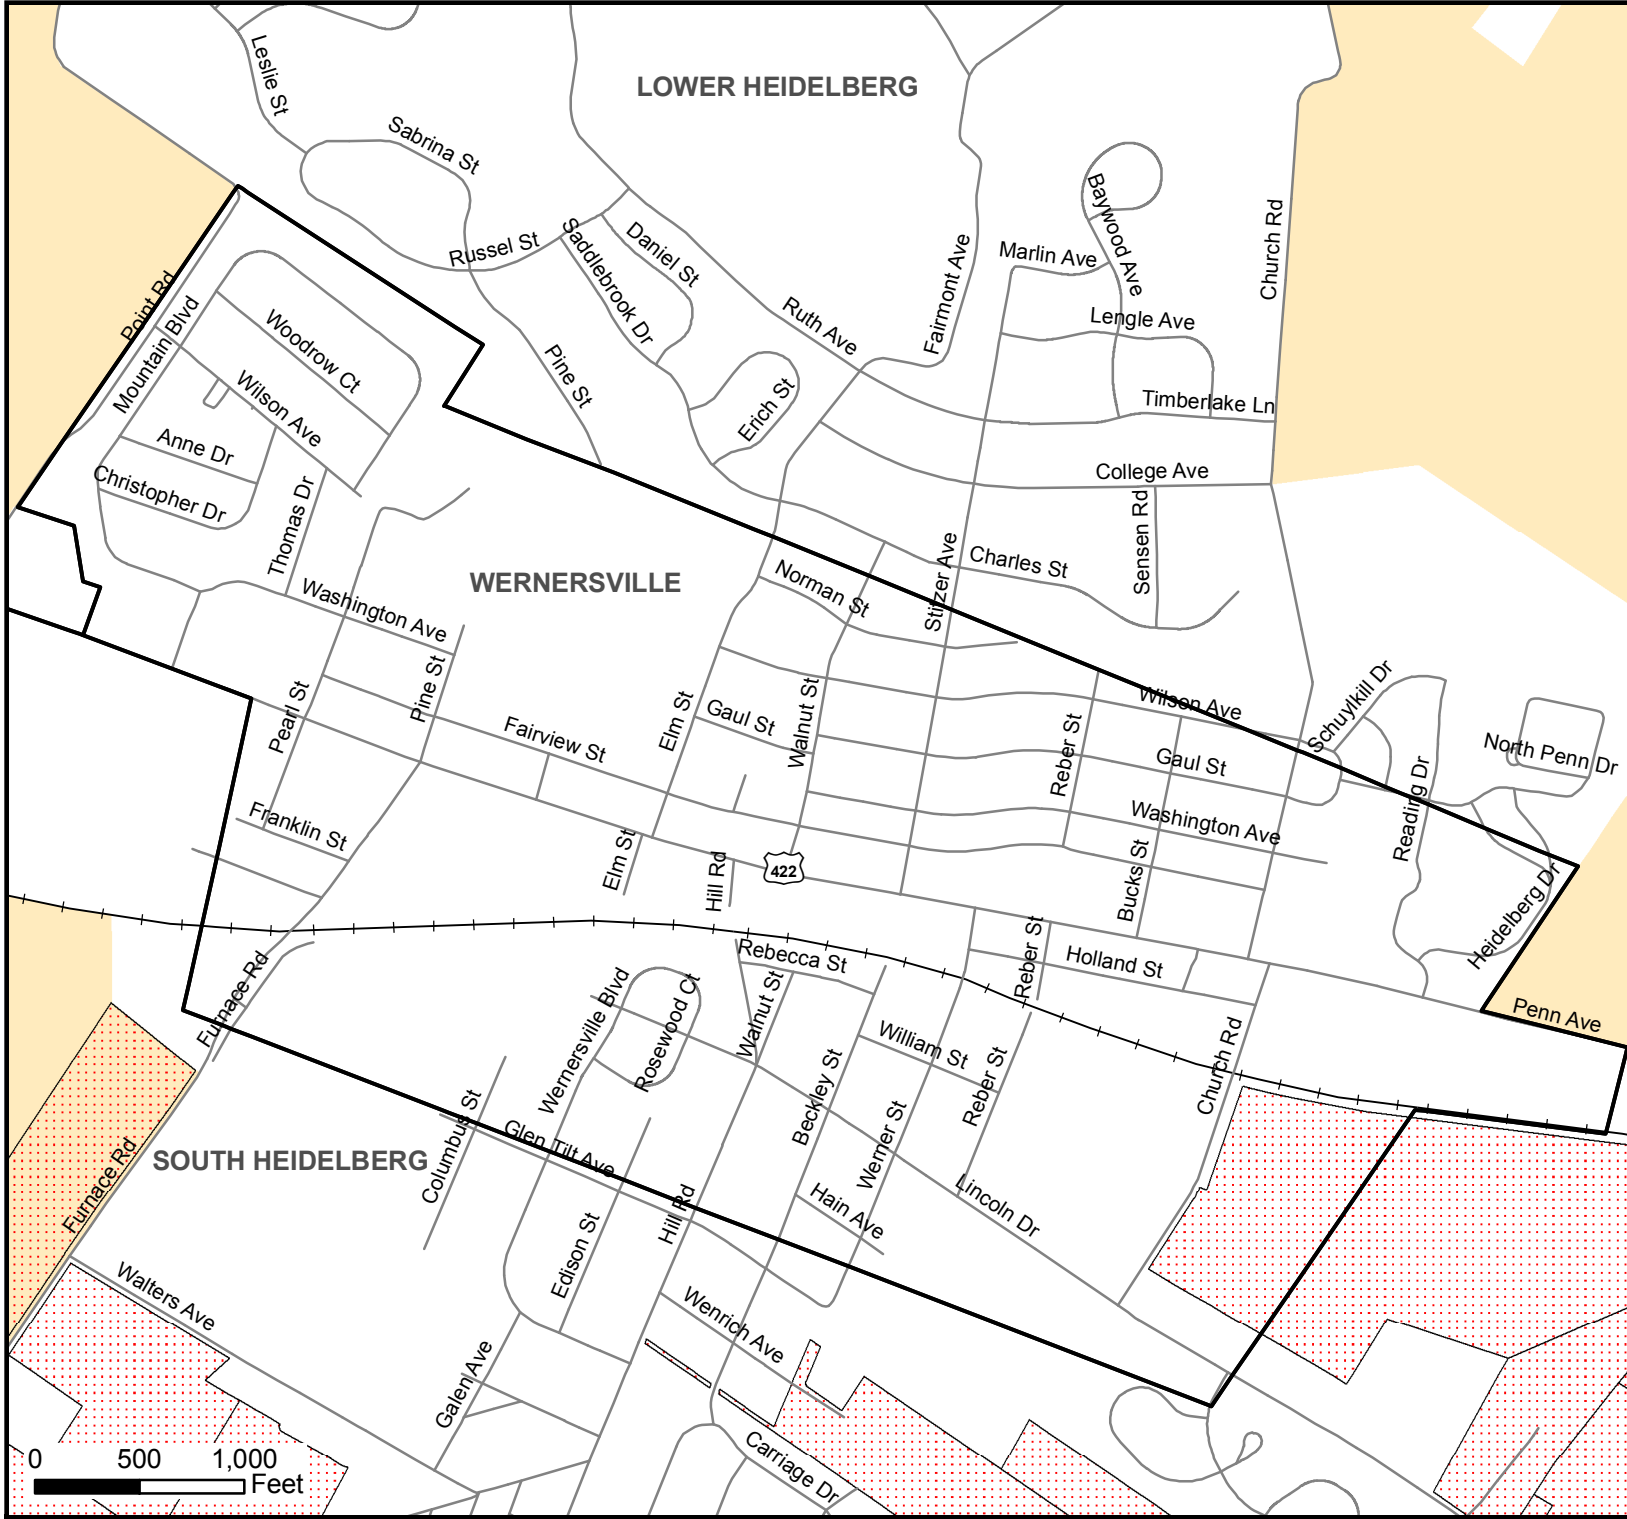 Leslie St
LOWER HEIDELBERG
Sabrina St
Baywood Ave
Church Rd
Russel St
Saddlebrook Dr
Daniel St
Fairmont Ave
Marlin Ave
Point Rd
Mountain Blvd
Woodrow Ct
Ruth Ave
Lengle Ave
Pine St
Wilson Ave
Erich St
Timberlake Ln
Anne Dr
Christopher Dr
College Ave
Thomas Dr
Sensen Rd
WERNERSVILLE
Stitzer Ave
Charles St
Norman St
Washington Ave
Pine St
Pearl St
Elm St
Gaul St
Walnut St
Wilson Ave
Schuylkill Dr
Fairview St
Reber St
Gaul St
North Penn Dr
Reading Dr
Franklin St
Washington Ave
Elm St
Hill Rd
422
Bucks St
Heidelberg Dr
Furnace Rd
Rebecca St
Reber St
Holland St
Penn Ave
Wernersville Blvd
Rosewood Ct
Walnut St
William St
Church Rd
Beckley St
Reber St
Columbus St
Glen Tilt Ave
Werner St
SOUTH HEIDELBERG
Furnace Rd
Hill Rd
Hain Ave
Lincoln Dr
Edison St
Walters Ave
Wenrich Ave
Galen Ave
Carriage Dr
0 500 1,000
Feet